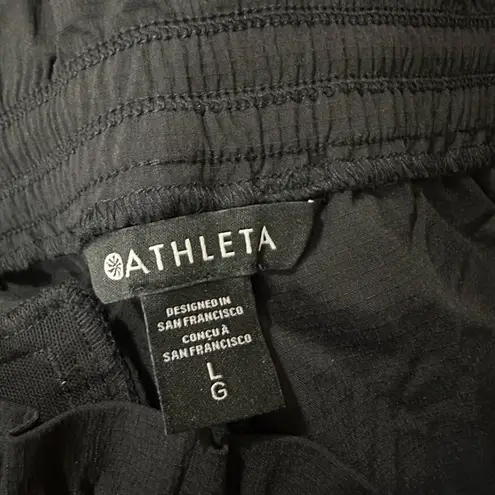 ATHLETA
DESIGNED IN
SAN FRANCISCO
CONÇU À
SAN FRANCISCO
L
G